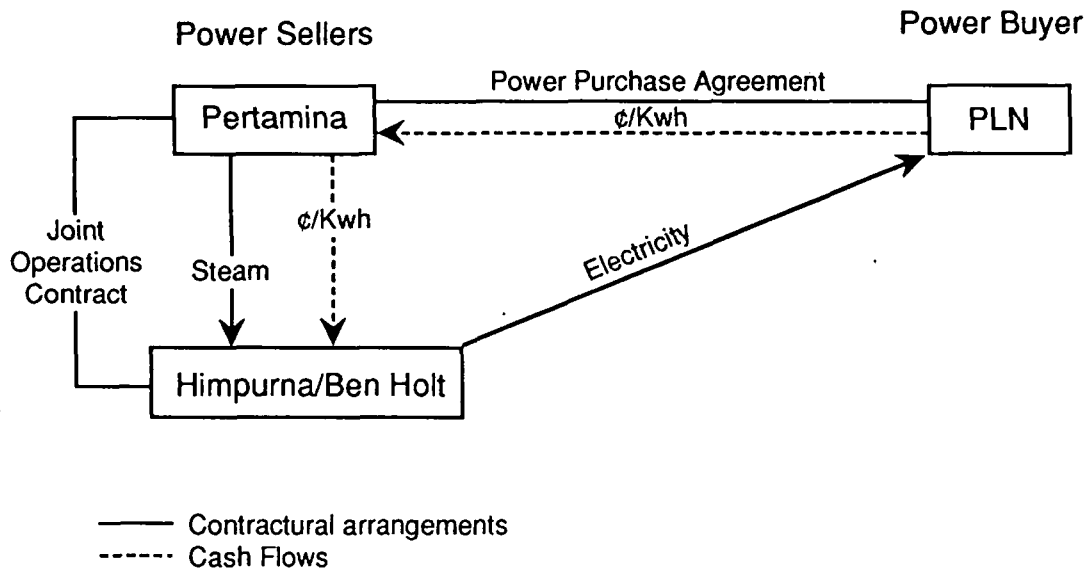 Power Sellers
Power Buyer
Power Purchase Agreement
Pertamina
¢/Kwh
PLN
¢/Kwh
Joint
Operations
Contract
Steam
Electricity
Himpurna/Ben Holt
Contractural arrangements
Cash Flows